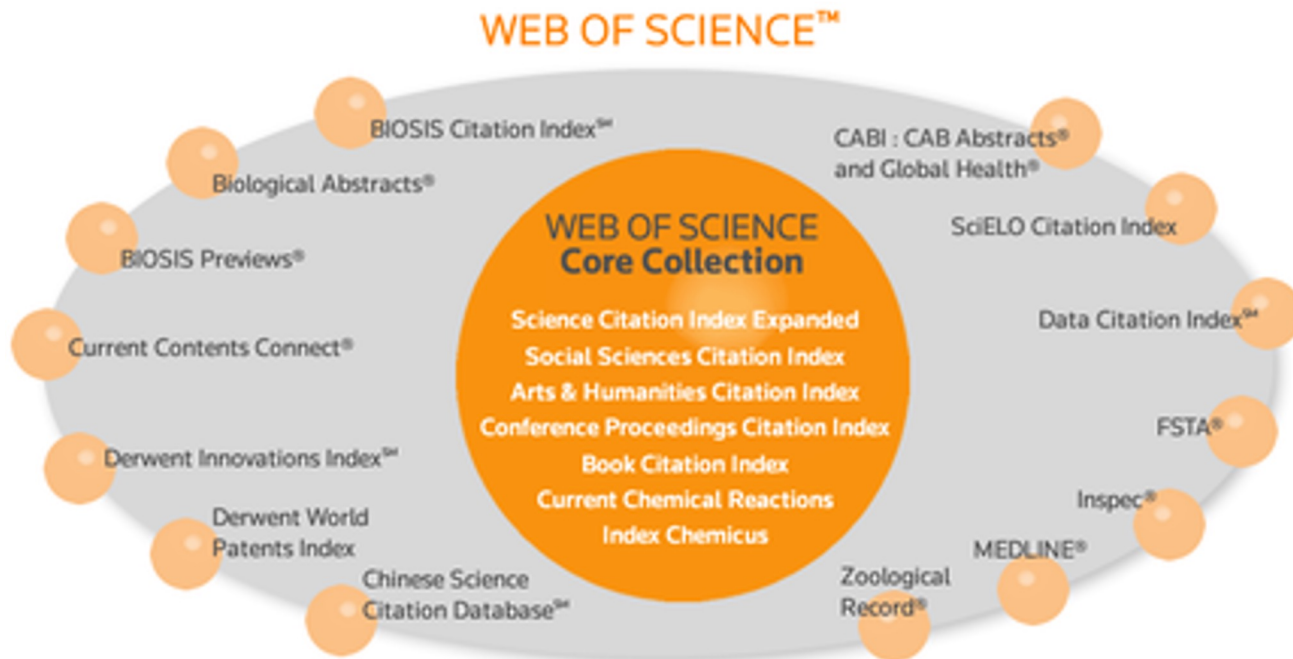 WEB OF SCIENCE™
BIOSIS Citation Index℠
Biological Abstracts®
BIOSIS Previews®
Current Contents Connect®
Derwent Innovations Index℠
Derwent World
Patents Index
Chinese Science
Citation Database℠
WEB OF SCIENCE
Core Collection
Science Citation Index Expanded
Social Sciences Citation Index
Arts & Humanities Citation Index
Conference Proceedings Citation Index
Book Citation Index
Current Chemical Reactions
Index Chemicus
CABI : CAB Abstracts®
and Global Health®
SciELO Citation Index
Data Citation Index℠
FSTA®
Inspec®
MEDLINE®
Zoological
Record®